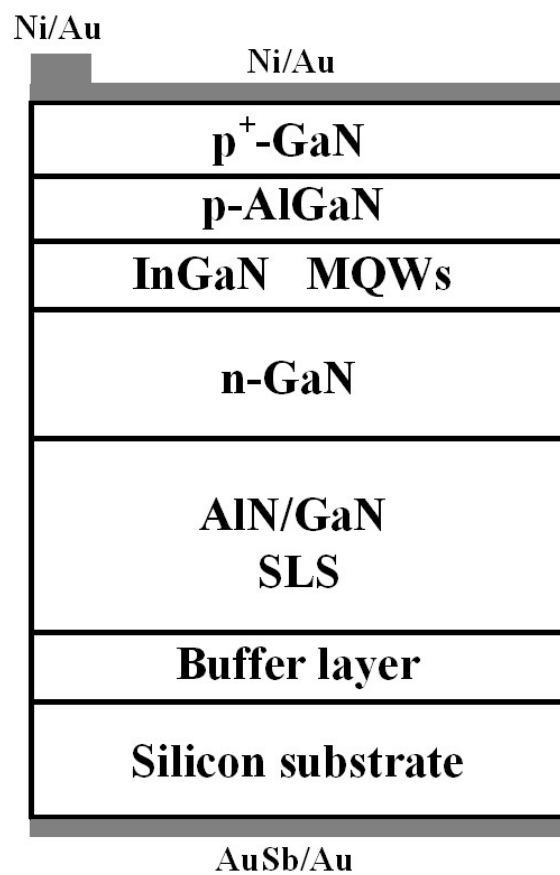 Ni/Au
Ni/Au
p⁺-GaN
p-AlGaN
InGaN MQWs
n-GaN
AlN/GaN
SLS
Buffer layer
Silicon substrate
AuSb/Au